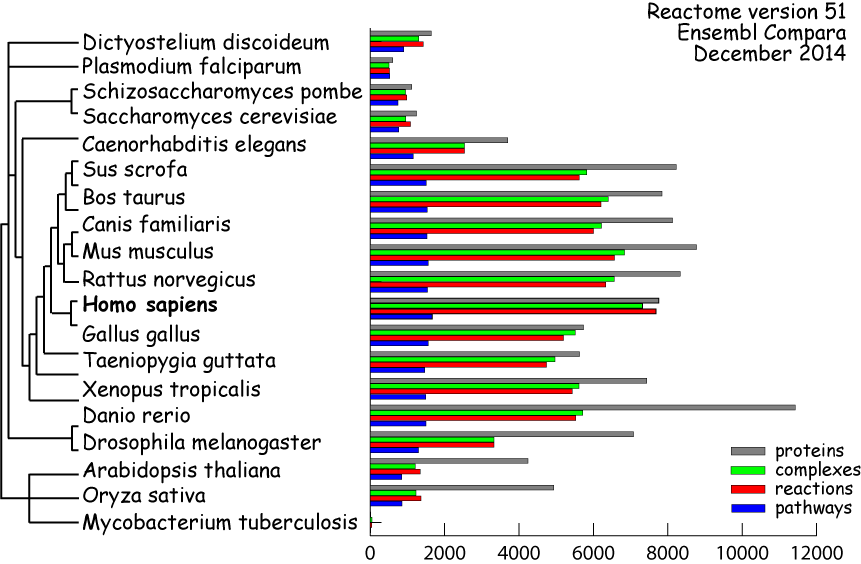 Reactome version 51
Ensembl Compara
December 2014
Dictyostelium discoideum
Plasmodium falciparum
Schizosaccharomyces pombe
Saccharomyces cerevisiae
Caenorhabditis elegans
Sus scrofa
Bos taurus
Canis familiaris
Mus musculus
Rattus norvegicus
Homo sapiens
Gallus gallus
Taeniopygia guttata
Xenopus tropicalis
Danio rerio
Drosophila melanogaster
Arabidopsis thaliana
Oryza sativa
Mycobacterium tuberculosis
proteins
complexes
reactions
pathways
0 2000 4000 6000 8000 10000 12000